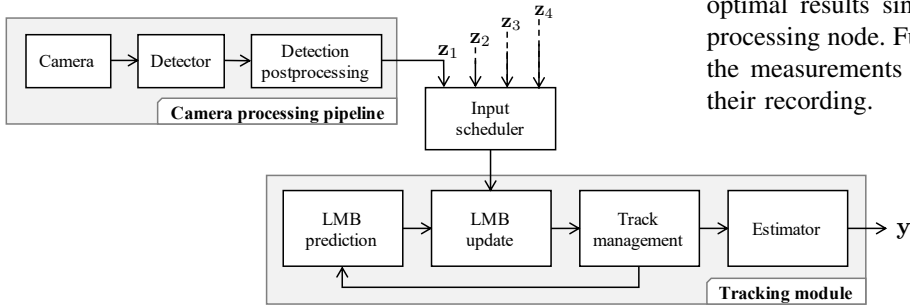 z1
z2
z3
z4
Camera
Detector
Detection
postprocessing
Camera processing pipeline
Input
scheduler
LMB
prediction
LMB
update
Track
management
Estimator
y
Tracking module
optimal results sin
processing node. Fu
the measurements
their recording.